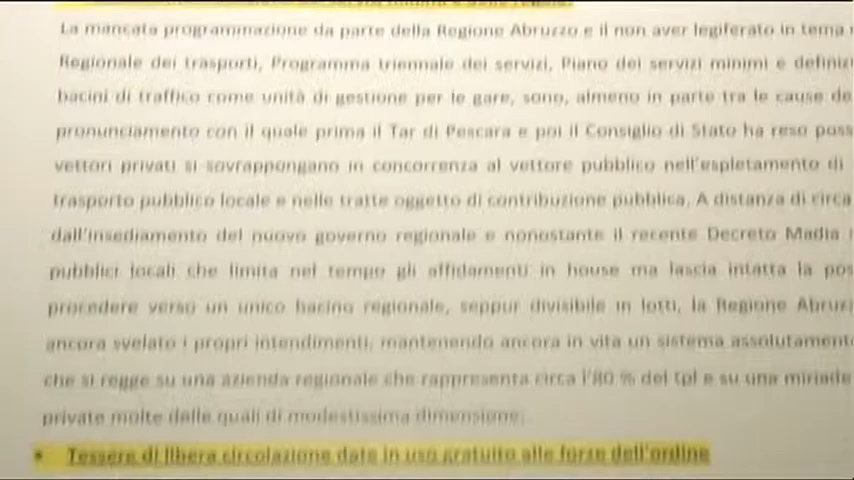 La mancata programmazione da parte della Regione Abruzzo e il non aver legiferato in tema
Regionale dei trasporti, Programma triennale dei servizi, Piano dei servizi minimi e
bacini di traffico come unità di gestione per le gare, sono, almeno in parte tra le cause
pronunciamento con il quale prima il Tar di Pescara e poi il Consiglio di Stato ha reso
vettori privati si sovrappongano in concorrenza al vettore pubblico nell'espletamento di
trasporto pubblico locale e nelle tratte oggetto di contribuzione pubblica. A distanza di circa
dall'insediamento del nuovo governo regionale e nonostante il recente Decreto Madia
pubblici locali che limita nel tempo gli affidamenti in house ma lascia intatta la
procedere verso un unico bacino regionale, seppur divisibile in lotti, la Regione
ancora svelato i propri intendimenti, mantenendo ancora in vita un sistema
che si regge su una azienda regionale che rappresenta circa l'80 % del tpl e su una miriade
private molte delle quali di modestissima dimensione.
• Tessere di libera circolazione date in uso gratuito alle forze dell'ordine